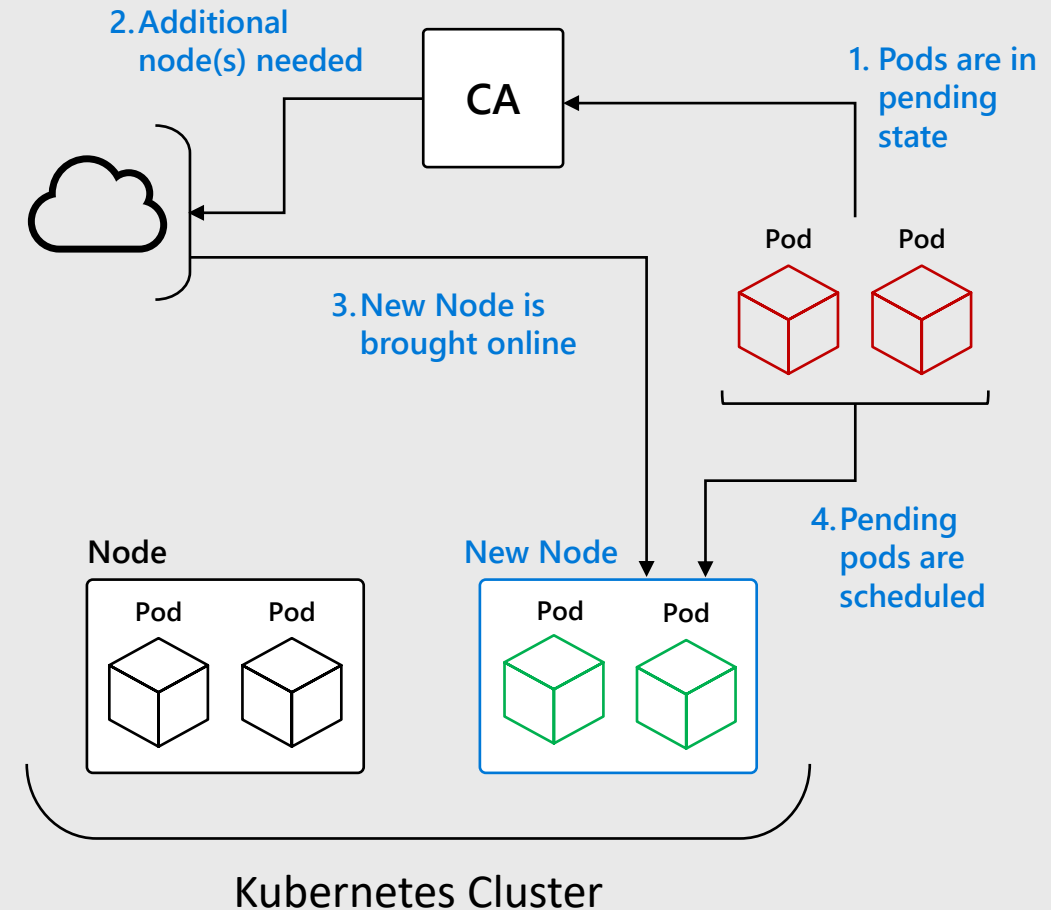 2. Additional
node(s) needed
CA
1. Pods are in
pending
state
Pod Pod
3. New Node is
brought online
4. Pending
pods are
scheduled
Node
New Node
Pod Pod
Pod Pod
Kubernetes Cluster